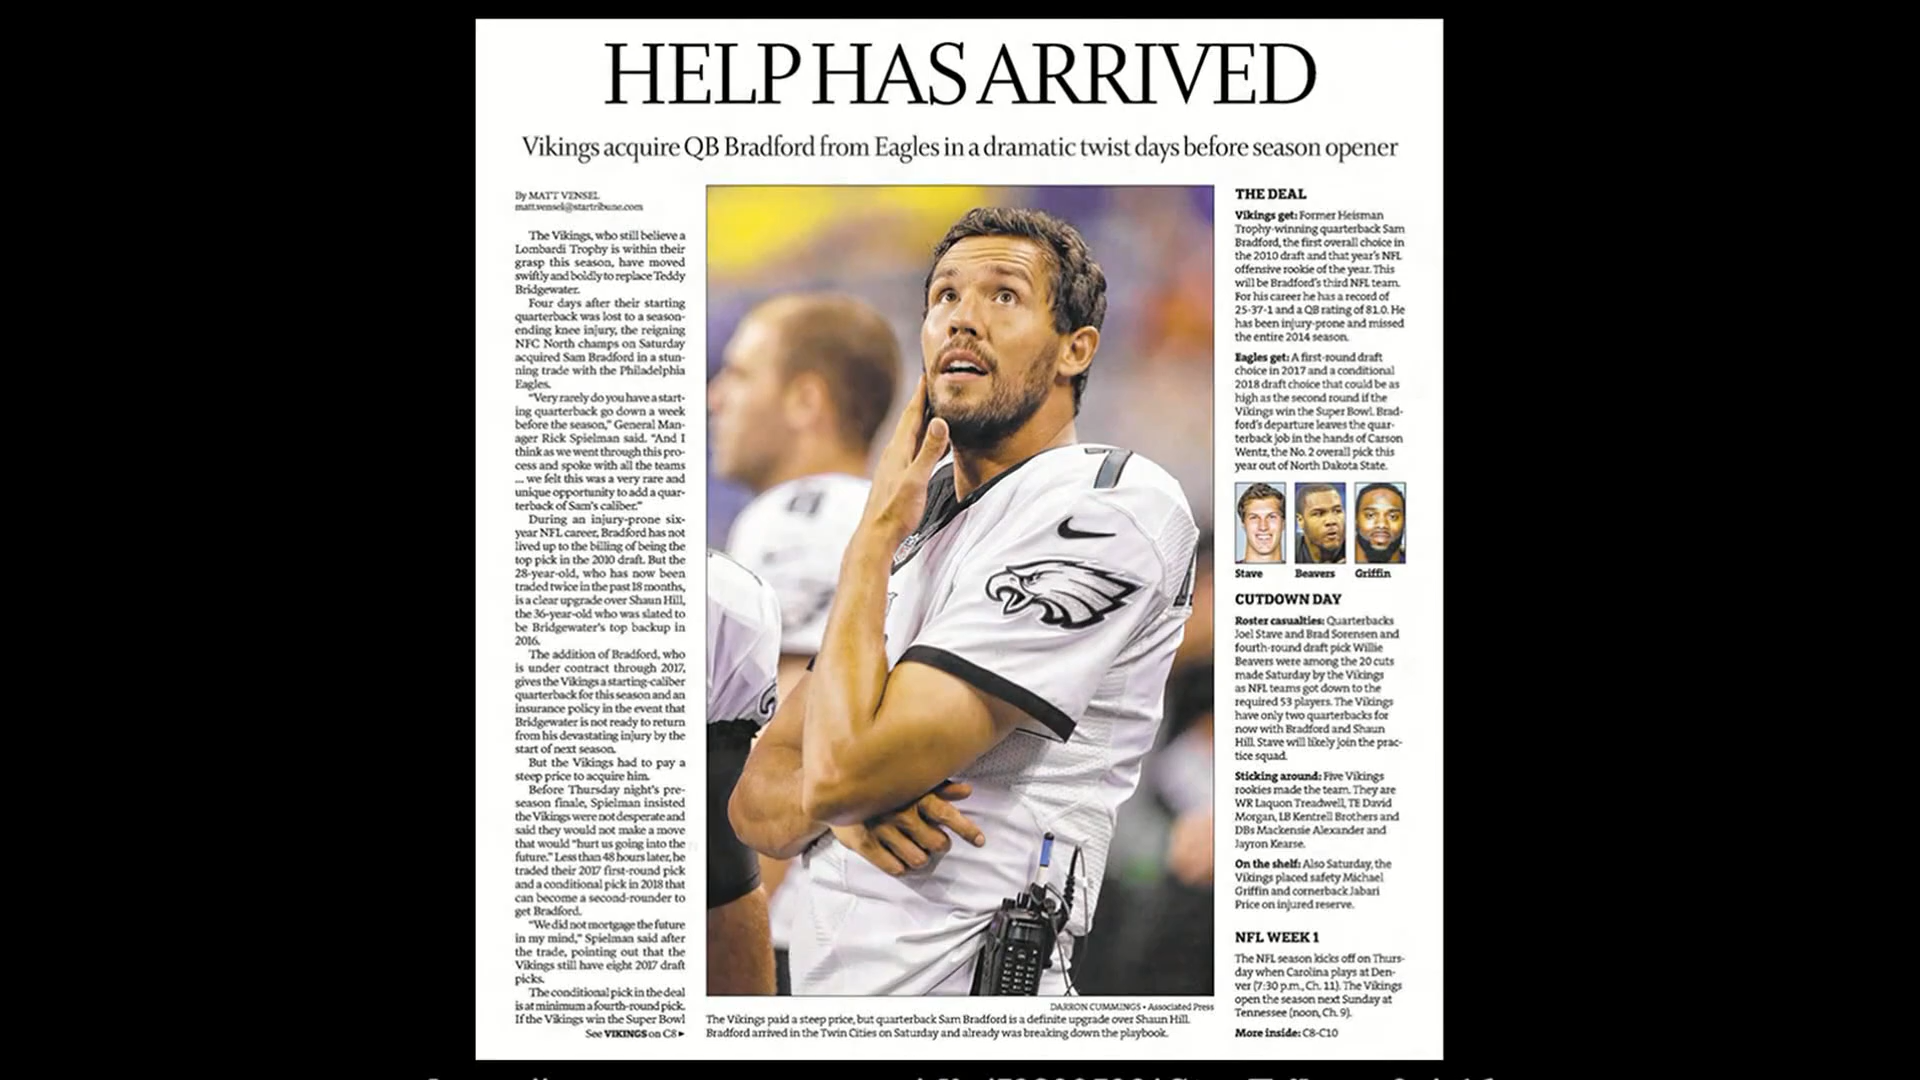 HELP HAS ARRIVED
Vikings acquire QB Bradford from Eagles in a dramatic twist days before season opener
By MATT VENSEL
matt.vensel@startribune.com
The Vikings, who still believe a
Lombardi Trophy is within their
grasp this season, have moved
swiftly and boldly to replace Teddy
Bridgewater.
Four days after their starting
quarterback was lost to a season-
ending knee injury, the reigning
NFC North champs on Saturday
acquired Sam Bradford in a stun-
ning trade with the Philadelphia
Eagles.
“Very rarely do you have a start-
ing quarterback go down a week
before the season,” General Man-
ager Rick Spielman said. “And I
think as we went through this pro-
cess and spoke with all the teams
... we felt this was a very rare and
unique opportunity to add a quar-
terback of Sam’s caliber.”
During an injury-prone six-
year NFL career, Bradford has not
lived up to the billing of being the
top pick in the 2010 draft. But the
28-year-old, who has now been
traded twice in the past 18 months,
is a clear upgrade over Shaun Hill,
the 36-year-old who was slated to
be Bridgewater’s top backup in
2016.
The addition of Bradford, who
is under contract through 2017,
gives the Vikings a starting-caliber
quarterback for this season and an
insurance policy in the event that
Bridgewater is not ready to return
from his devastating injury by the
start of next season.
But the Vikings had to pay a
steep price to acquire him.
Before Thursday night’s pre-
season finale, Spielman insisted
the Vikings were not desperate and
said they would not make a move
that would “hurt us going into the
future.” Less than 48 hours later, he
traded their 2017 first-round pick
and a conditional pick in 2018 that
can become a second-rounder to
get Bradford.
“We did not mortgage the future
in my mind,” Spielman said after
the trade, pointing out that the
Vikings still have eight 2017 draft
picks.
The conditional pick in the deal
is at minimum a fourth-round pick.
If the Vikings win the Super Bowl
See VIKINGS on C8 ►
7
DARRON CUMMINGS • Associated Press
The Vikings paid a steep price, but quarterback Sam Bradford is a definite upgrade over Shaun Hill.
Bradford arrived in the Twin Cities on Saturday and already was breaking down the playbook.
THE DEAL
Vikings get: Former Heisman
Trophy-winning quarterback Sam
Bradford, the first overall choice in
the 2010 draft and that year’s NFL
offensive rookie of the year. This
will be Bradford’s third NFL team.
For his career he has a record of
25-37-1 and a QB rating of 81.0. He
has been injury-prone and missed
the entire 2014 season.
Eagles get: A first-round draft
choice in 2017 and a conditional
2018 draft choice that could be as
high as the second round if the
Vikings win the Super Bowl. Brad-
ford’s departure leaves the quar-
terback job in the hands of Carson
Wentz, the No. 2 overall pick this
year out of North Dakota State.
Stave Beavers Griffin
CUTDOWN DAY
Roster casualties: Quarterbacks
Joel Stave and Brad Sorensen and
fourth-round draft pick Willie
Beavers were among the 20 cuts
made Saturday by the Vikings
as NFL teams got down to the
required 53 players. The Vikings
have only two quarterbacks for
now with Bradford and Shaun
Hill. Stave will likely join the prac-
tice squad.
Sticking around: Five Vikings
rookies made the team. They are
WR Laquon Treadwell, TE David
Morgan, LB Kentrell Brothers and
DBs Mackensie Alexander and
Jayron Kearse.
On the shelf: Also Saturday, the
Vikings placed safety Michael
Griffin and cornerback Jabari
Price on injured reserve.
NFL WEEK 1
The NFL season kicks off on Thurs-
day when Carolina plays at Den-
ver (7:30 p.m., Ch. 11). The Vikings
open the season next Sunday at
Tennessee (noon, Ch. 9).
More inside: C8-C10